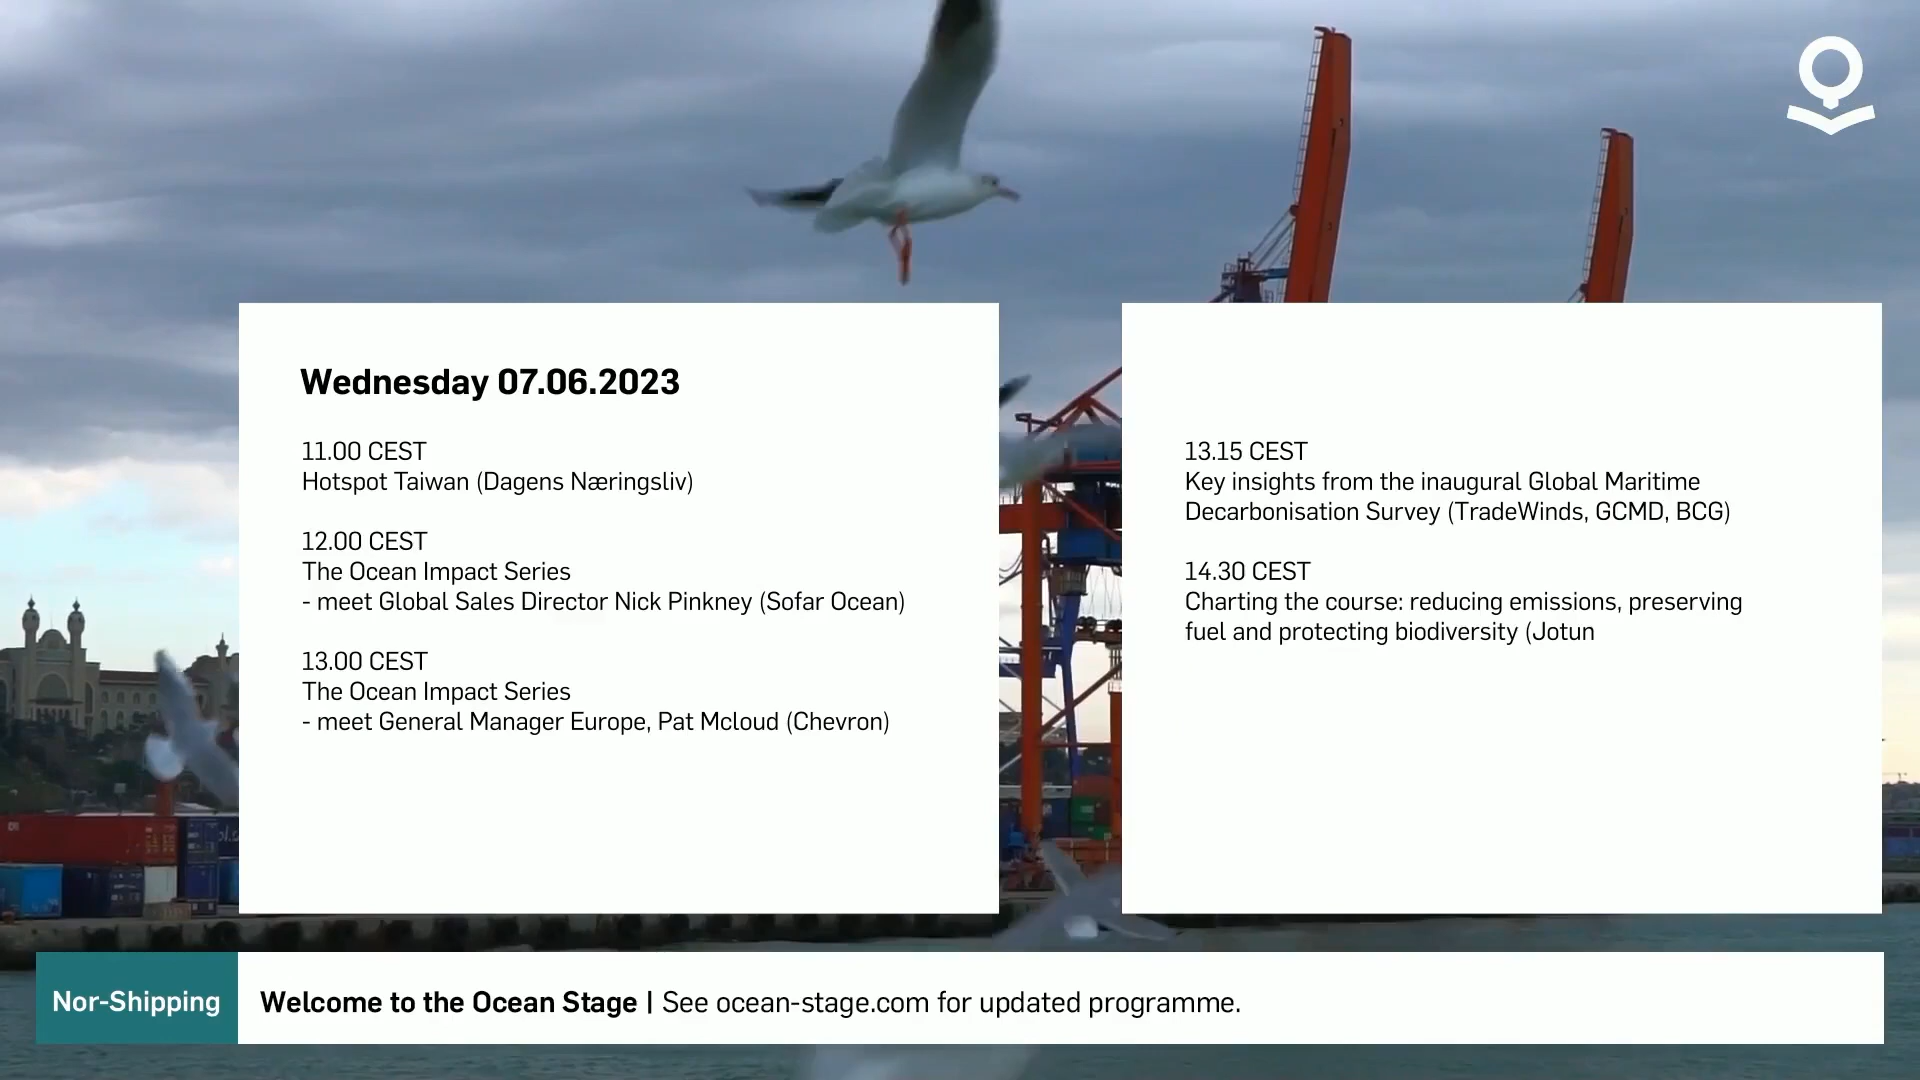 Wednesday 07.06.2023
11.00 CEST
Hotspot Taiwan (Dagens Næringsliv)
12.00 CEST
The Ocean Impact Series
- meet Global Sales Director Nick Pinkney (Sofar Ocean)
13.00 CEST
The Ocean Impact Series
- meet General Manager Europe, Pat Mcloud (Chevron)
13.15 CEST
Key insights from the inaugural Global Maritime
Decarbonisation Survey (TradeWinds, GCMD, BCG)
14.30 CEST
Charting the course: reducing emissions, preserving
fuel and protecting biodiversity (Jotun
Nor-Shipping
Welcome to the Ocean Stage | See ocean-stage.com for updated programme.